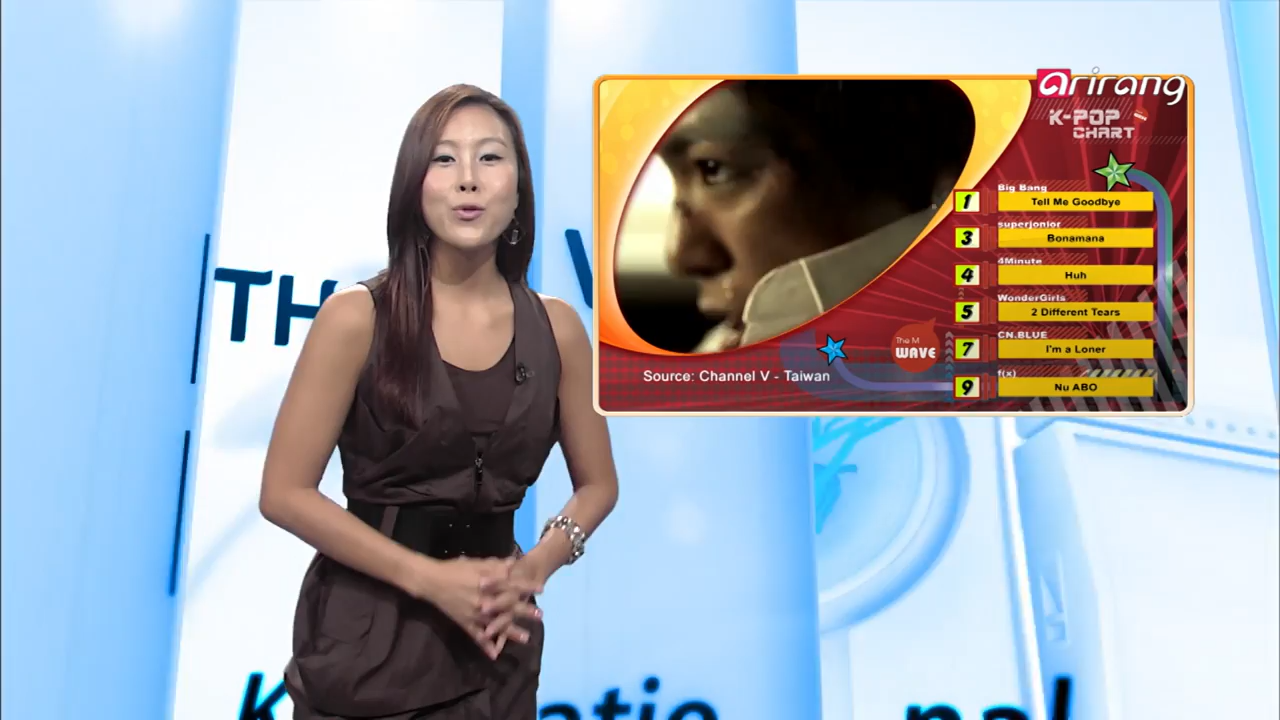 arirang
K-POP
CHART
Big Bang
1 Tell Me Goodbye
superjonior
3 Bonamana
4Minute
4 Huh
WonderGirls
5 2 Different Tears
The M
WAVE
CN.BLUE
7 I'm a Loner
Source: Channel V - Taiwan
f(x)
9 Nu ABO
TH